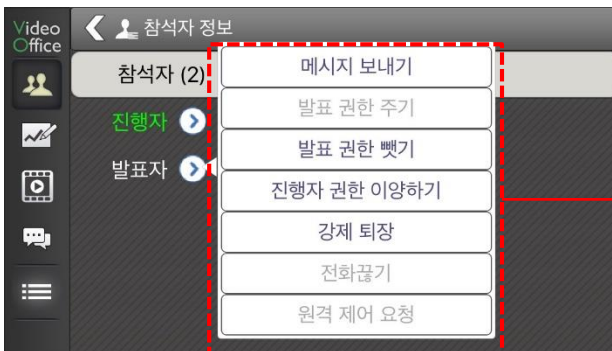 Video
Office
참석자 정보
참석자 (2)
진행자
발표자
메시지 보내기
발표 권한 주기
발표 권한 뺏기
진행자 권한 이양하기
강제 퇴장
전화끊기
원격 제어 요청